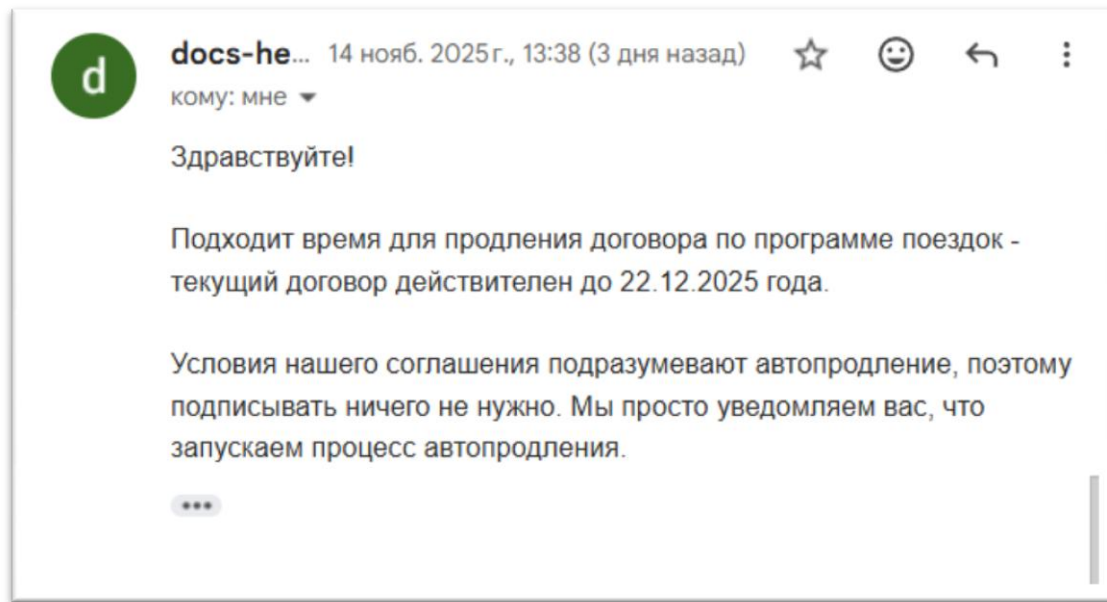 d
docs-he... 14 нояб. 2025 г., 13:38 (3 дня назад)
кому: мне
Здравствуйте!
Подходит время для продления договора по программе поездок -
текущий договор действителен до 22.12.2025 года.
Условия нашего соглашения подразумевают автопродление, поэтому
подписывать ничего не нужно. Мы просто уведомляем вас, что
запускаем процесс автопродления.